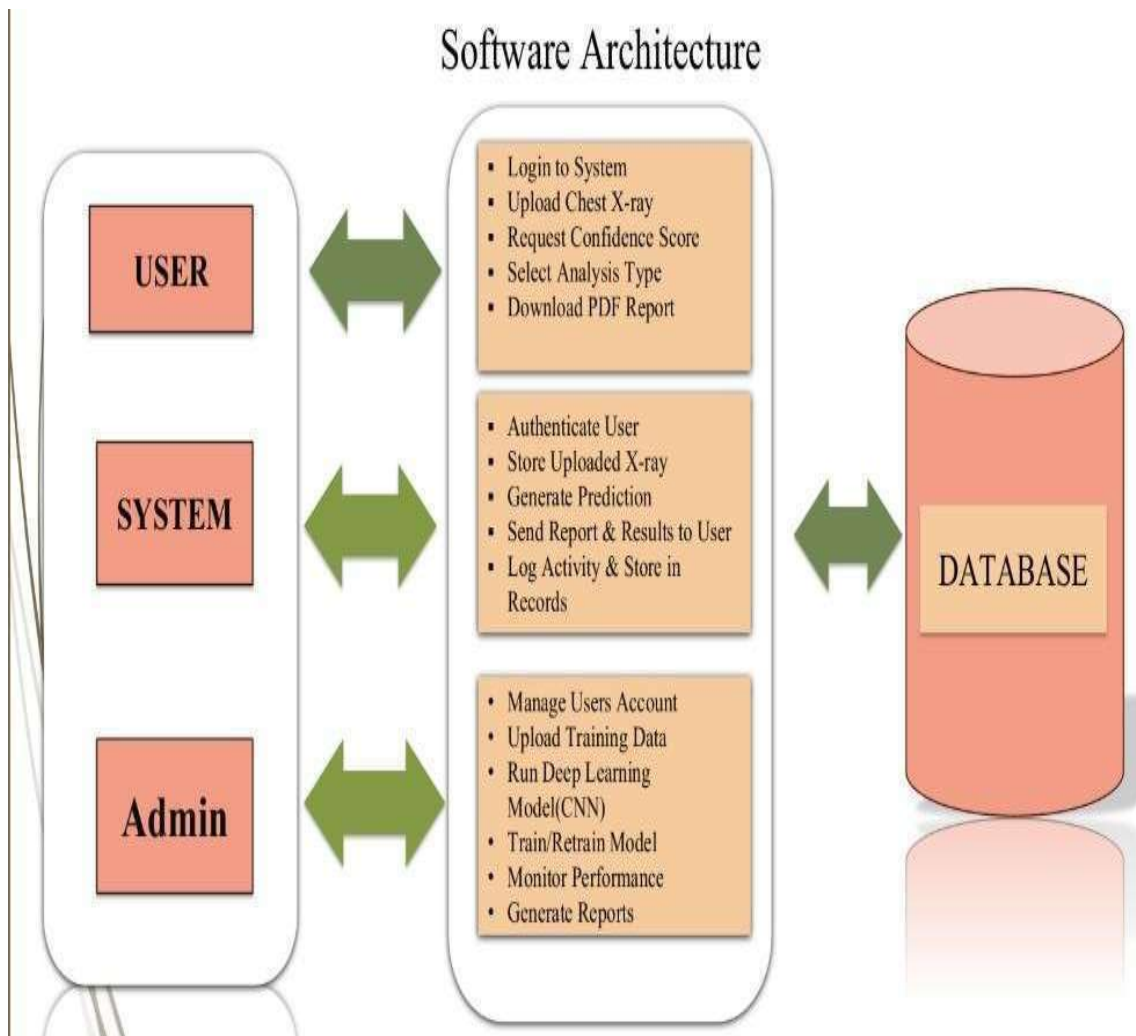 Software Architecture
USER
▪ Login to System
▪ Upload Chest X-ray
▪ Request Confidence Score
▪ Select Analysis Type
▪ Download PDF Report
SYSTEM
▪ Authenticate User
▪ Store Uploaded X-ray
▪ Generate Prediction
▪ Send Report & Results to User
▪ Log Activity & Store in
Records
DATABASE
Admin
• Manage Users Account
• Upload Training Data
• Run Deep Learning
Model(CNN)
• Train/Retrain Model
• Monitor Performance
• Generate Reports